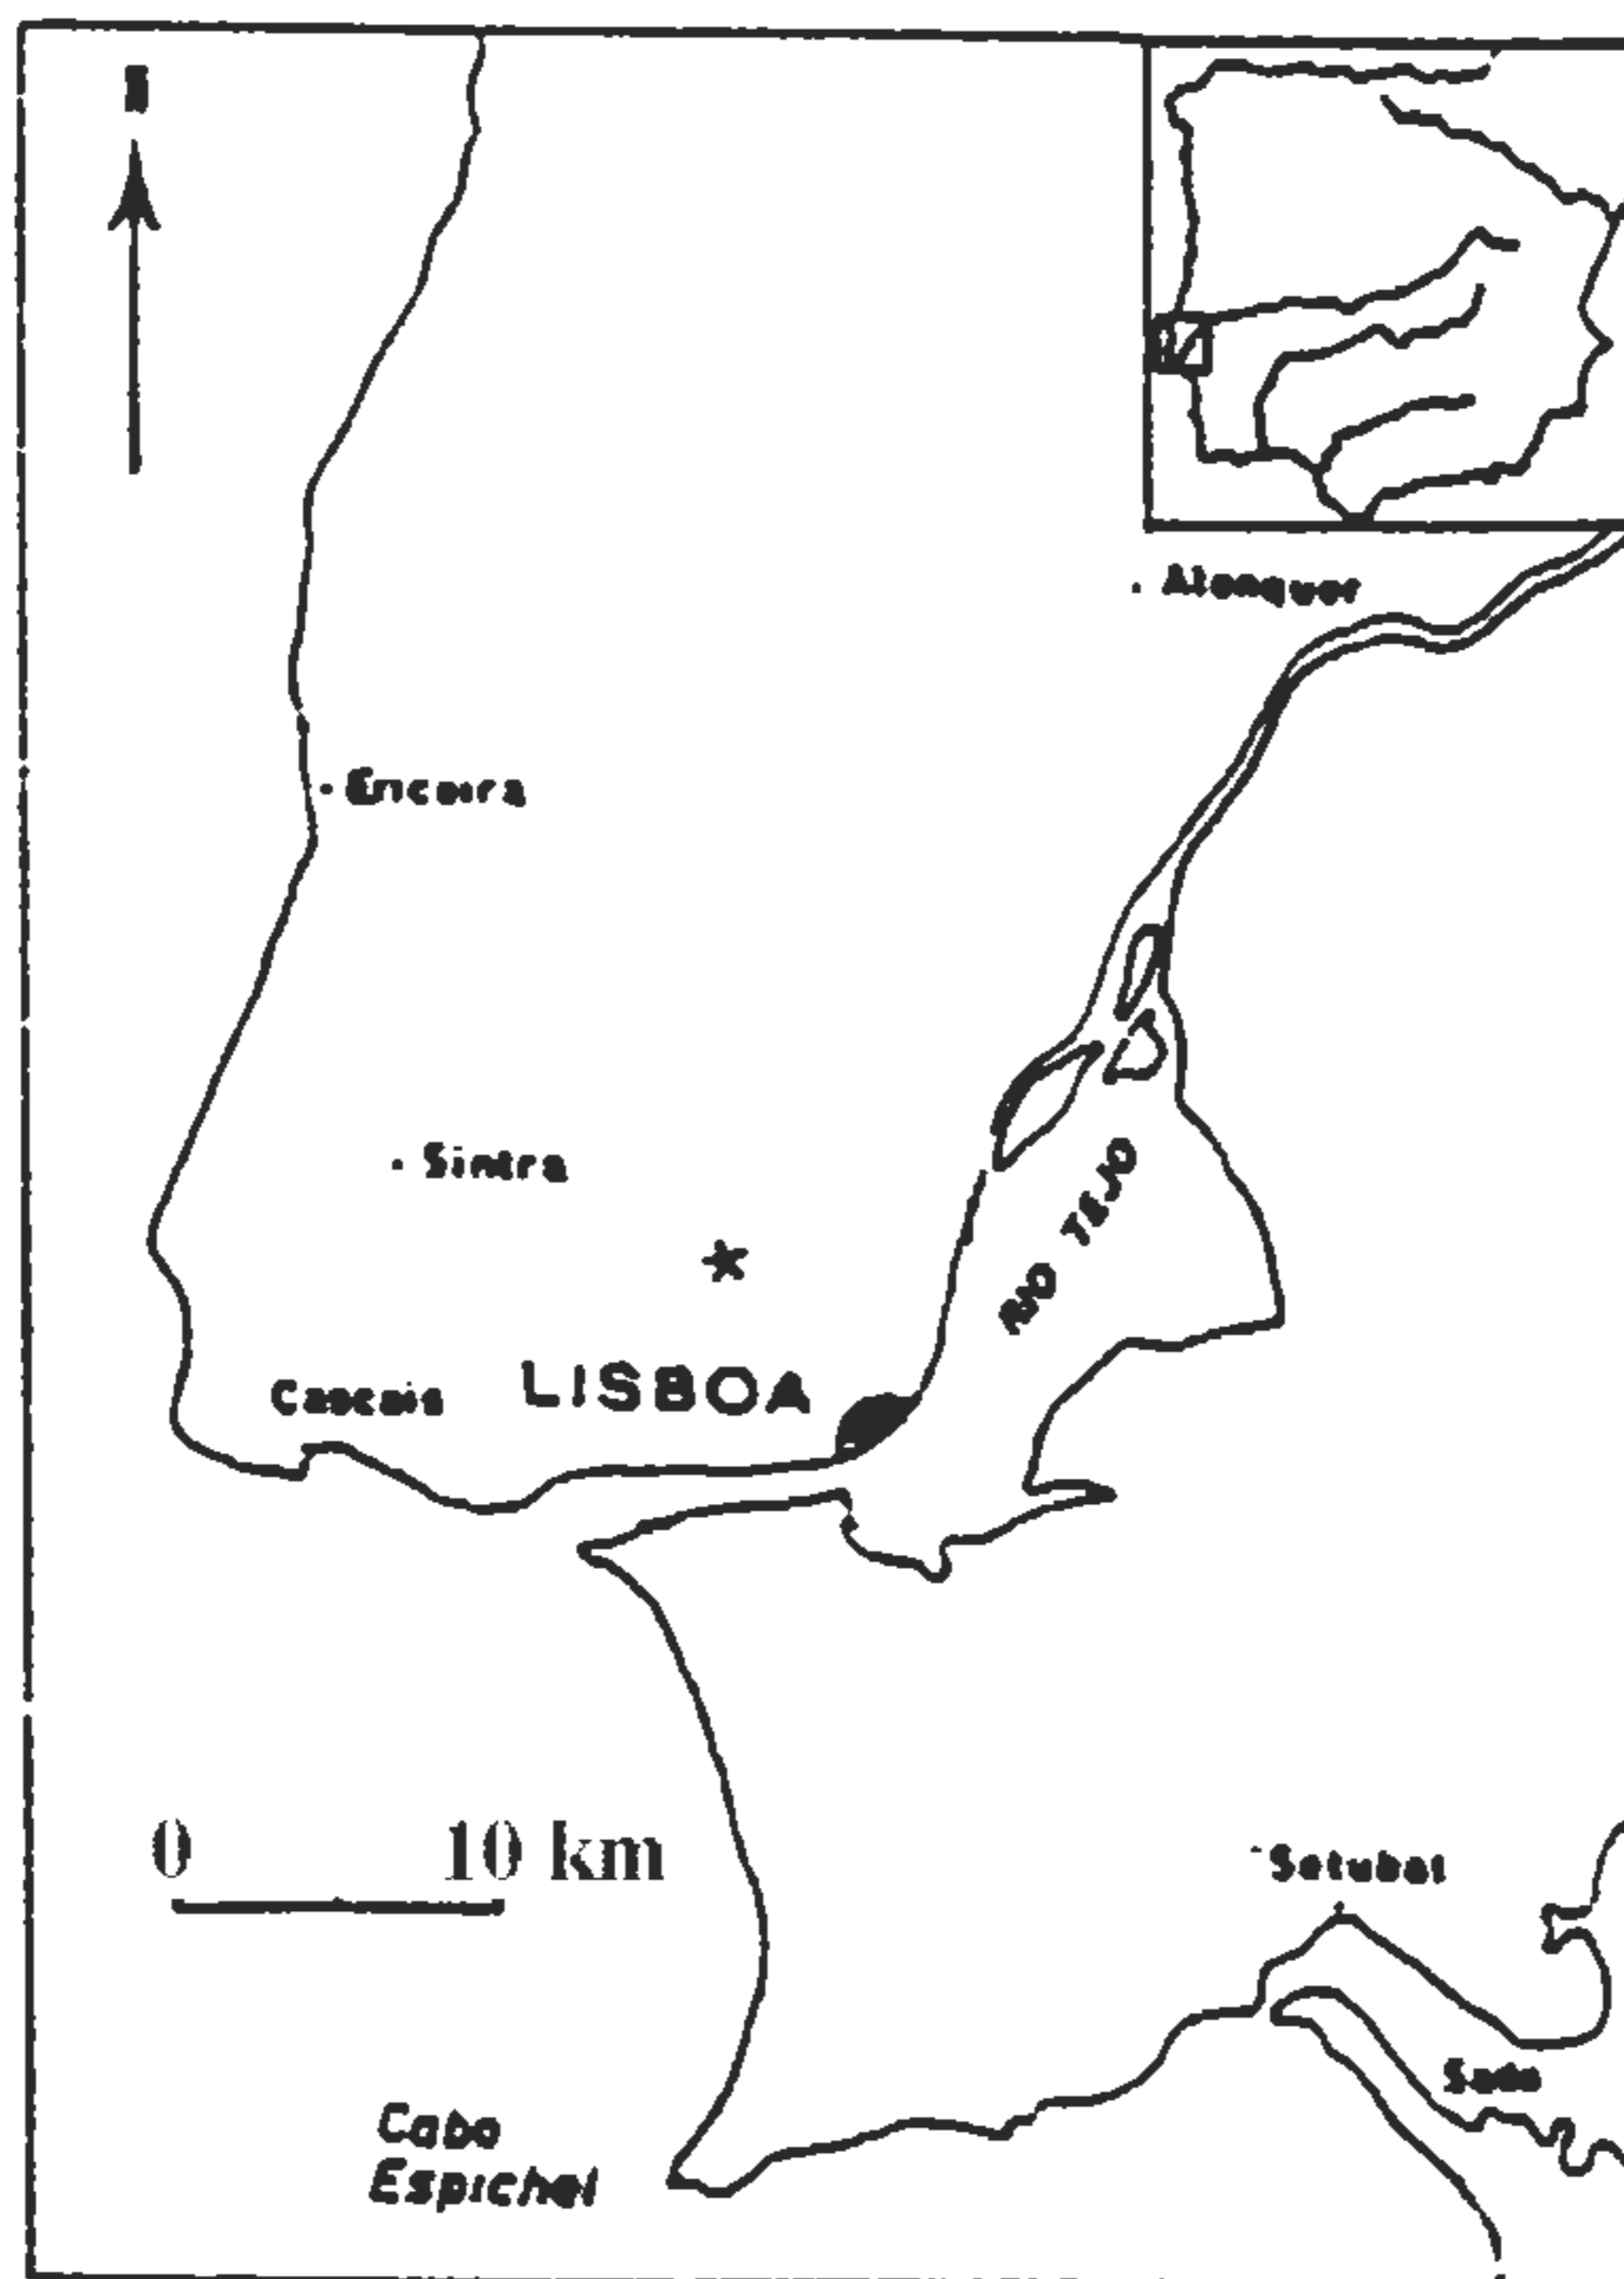 N
Alenquer
Ericeira
Sintra
RIO TEJO
Cascais
LISBOA
0 10 km
Setubal
Sado
Cabo
Espichel